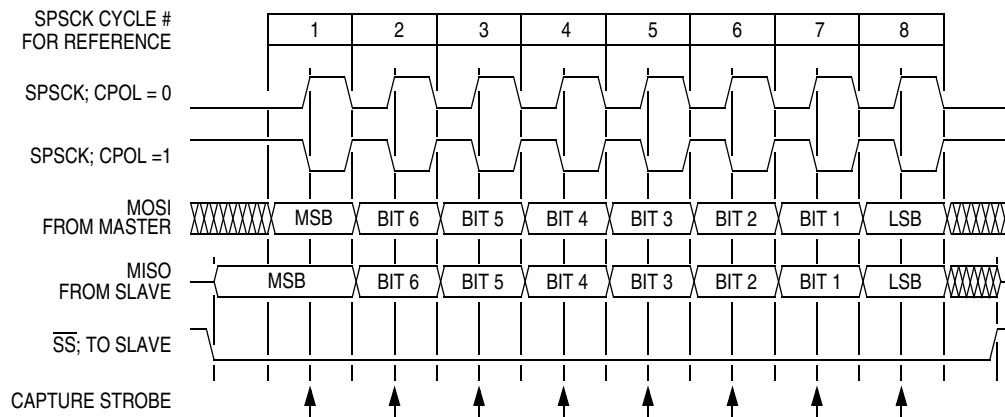 SPSCK CYCLE #
FOR REFERENCE
1 2 3 4 5 6 7 8
SPSCK; CPOL = 0
SPSCK; CPOL =1
MOSI
FROM MASTER
MSB BIT 6 BIT 5 BIT 4 BIT 3 BIT 2 BIT 1 LSB
MISO
FROM SLAVE
MSB BIT 6 BIT 5 BIT 4 BIT 3 BIT 2 BIT 1 LSB
SS; TO SLAVE
CAPTURE STROBE